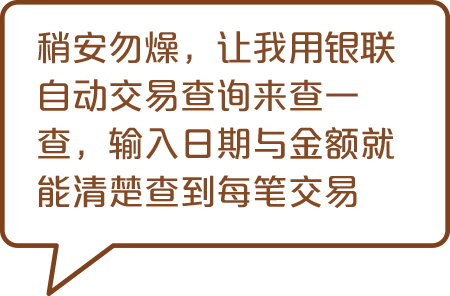 稍安勿燥，让我用银联
自动交易查询来查一
查，输入日期与金额就
能清楚查到每笔交易